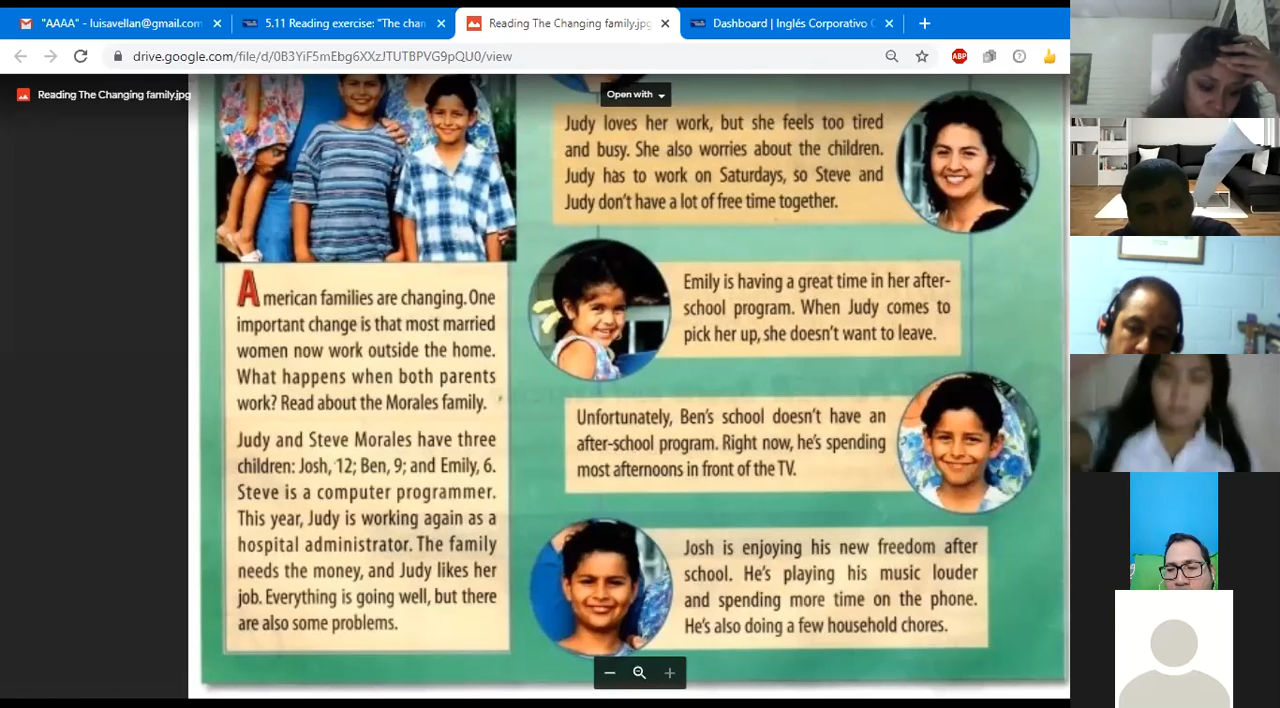 "AAAA" - luisavellan@gmail.com
5.11 Reading exercise: "The chan
Reading The Changing family.jpg
Dashboard | Inglés Corporativo C
drive.google.com/file/d/0B3YiF5mEbg6XXzJTUTBPVG9pQU0/view
ABP
Reading The Changing family.jpg
Open with
American families are changing. One
important change is that most married
women now work outside the home.
What happens when both parents
work? Read about the Morales family.
Judy and Steve Morales have three
children: Josh, 12; Ben, 9; and Emily, 6.
Steve is a computer programmer.
This year, Judy is working again as a
hospital administrator. The family
needs the money, and Judy likes her
job. Everything is going well, but there
are also some problems.
Judy loves her work, but she feels too tired
and busy. She also worries about the children.
Judy has to work on Saturdays, so Steve and
Judy don't have a lot of free time together.
Emily is having a great time in her after-
school program. When Judy comes to
pick her up, she doesn't want to leave.
Unfortunately, Ben's school doesn't have an
after-school program. Right now, he's spending
most afternoons in front of the TV.
Josh is enjoying his new freedom after
school. He's playing his music louder
and spending more time on the phone.
He's also doing a few household chores.